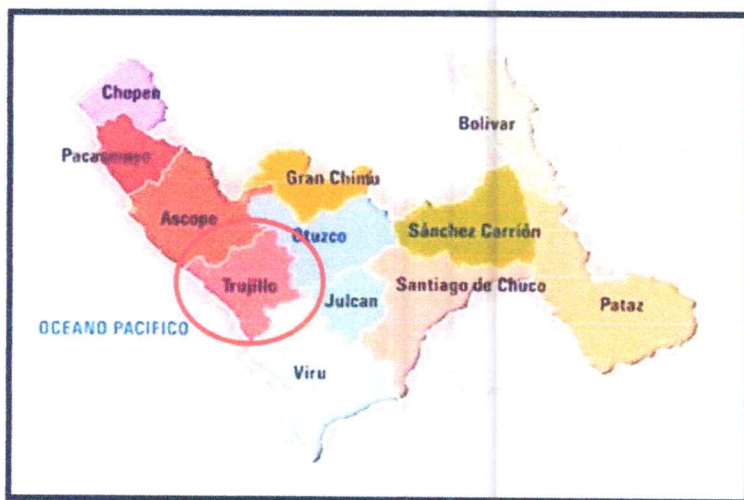 Chepen
Bolivar
Pacasmayo
Gran Chimu
Ascope
Otuzco
Sánchez Carrión
Trujillo
Santiago de Chuco
Julcan
Pataz
OCEANO PACIFICO
Viru